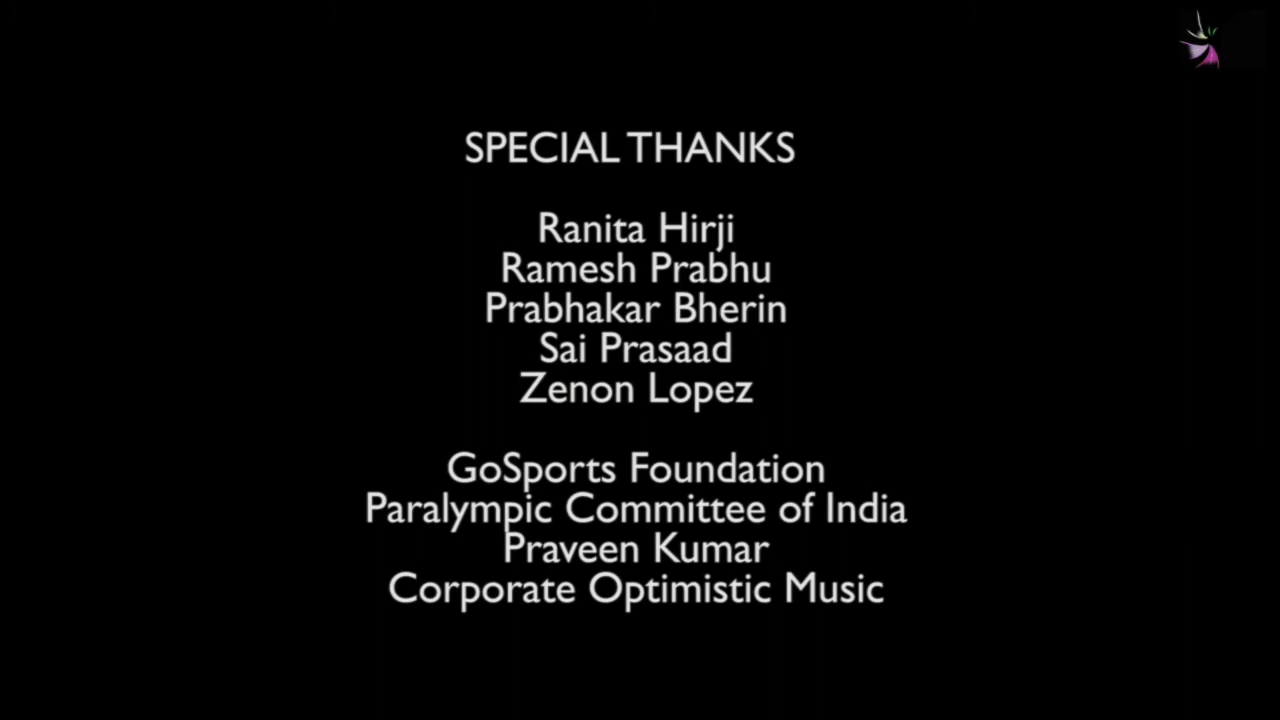 SPECIAL THANKS
Ranita Hirji
Ramesh Prabhu
Prabhakar Bherin
Sai Prasaad
Zenon Lopez
GoSports Foundation
Paralympic Committee of India
Praveen Kumar
Corporate Optimistic Music